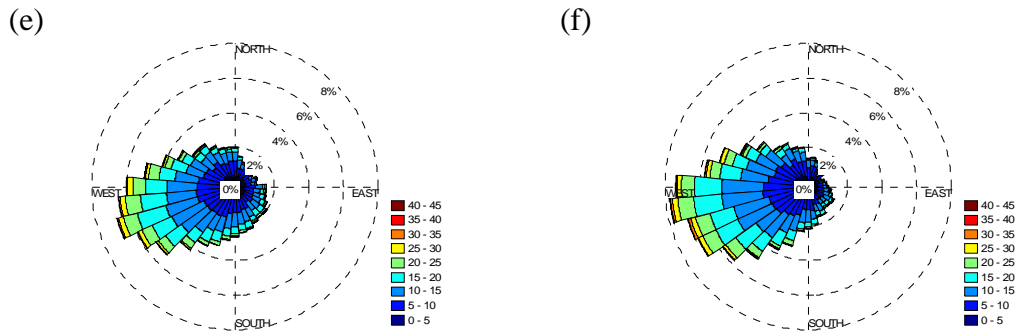 (e)
NORTH
8%
6%
4%
2%
0%
WEST
EAST
SOUTH
40 - 45
35 - 40
30 - 35
25 - 30
20 - 25
15 - 20
10 - 15
5 - 10
0 - 5
(f)
NORTH
8%
6%
4%
2%
0%
WEST
EAST
SOUTH
40 - 45
35 - 40
30 - 35
25 - 30
20 - 25
15 - 20
10 - 15
5 - 10
0 - 5